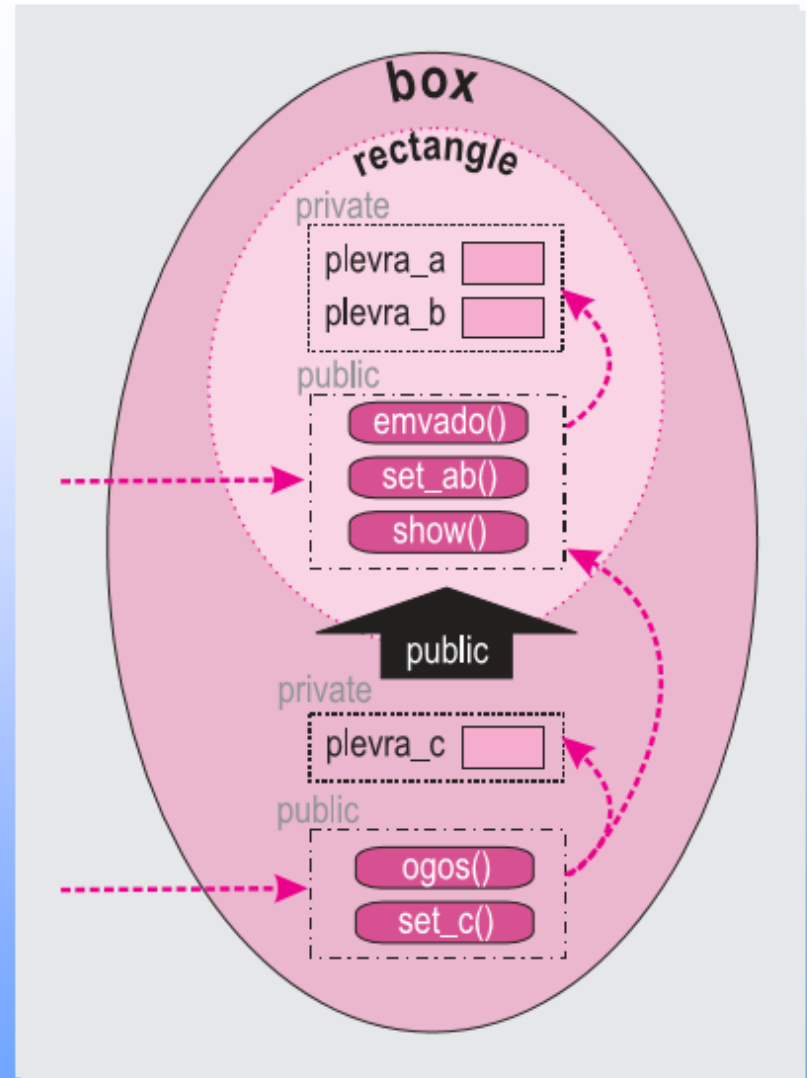 box
rectangle
private
plevra_a
plevra_b
public
emvado()
set_ab()
show()
public
private
plevra_c
public
ogos()
set_c()